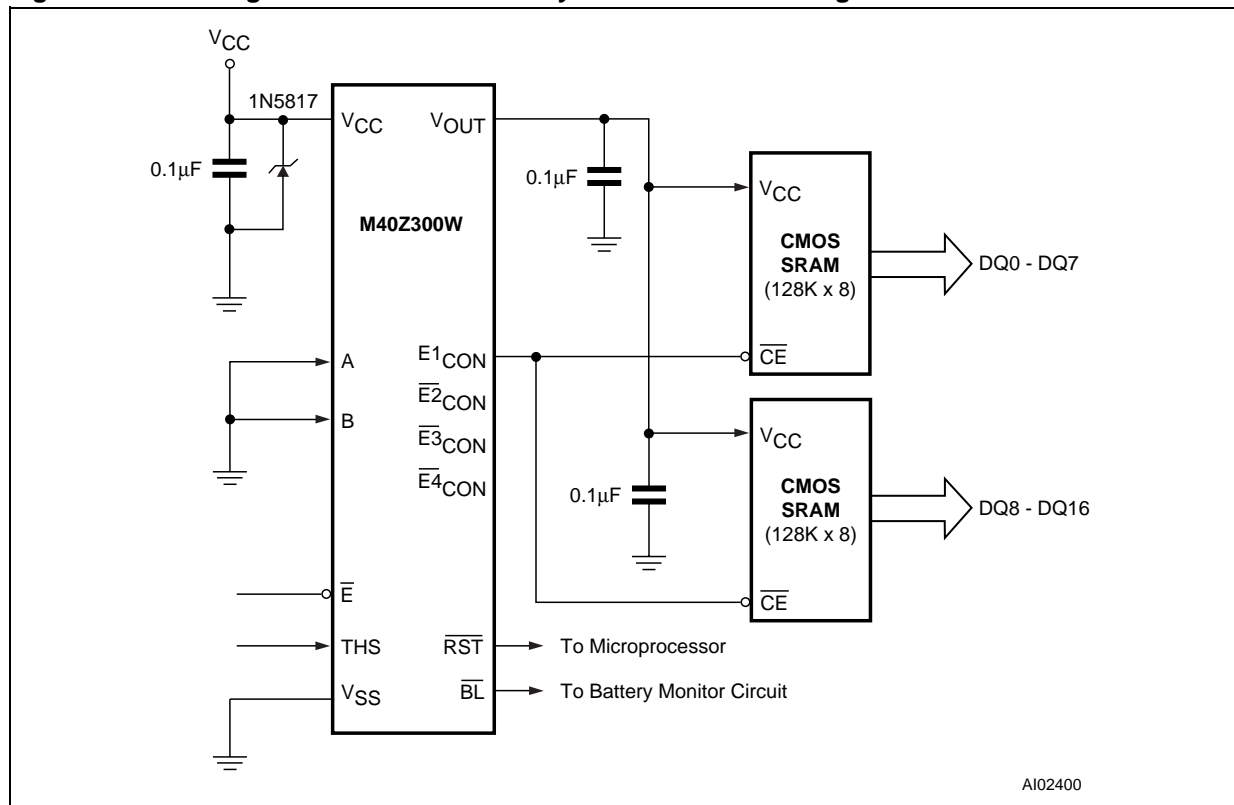 VCC
1N5817
0.1μF
VCC
VOUT
0.1μF
M40Z300W
VCC
CMOS
SRAM
(128K x 8)
DQ0 - DQ7
A
B
E1CON
E2CON
E3CON
E4CON
CE
VCC
CMOS
SRAM
(128K x 8)
DQ8 - DQ16
0.1μF
CE
E
THS
VSS
RST
BL
To Microprocessor
To Battery Monitor Circuit
AI02400